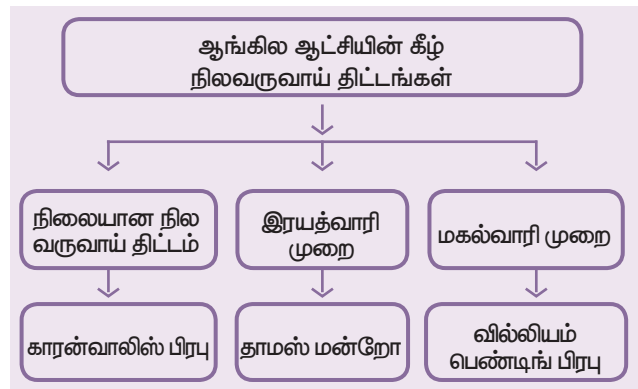 ஆங்கில ஆட்சியின் கீழ்
நிலவருவாய் திட்டங்கள்
நிலையான நில
வருவாய் திட்டம்
இரயத்வாரி
முறை
மகல்வாரி முறை
காரன்வாலிஸ் பிரபு
தாமஸ் மன்றோ
வில்லியம்
பெண்டிங் பிரபு